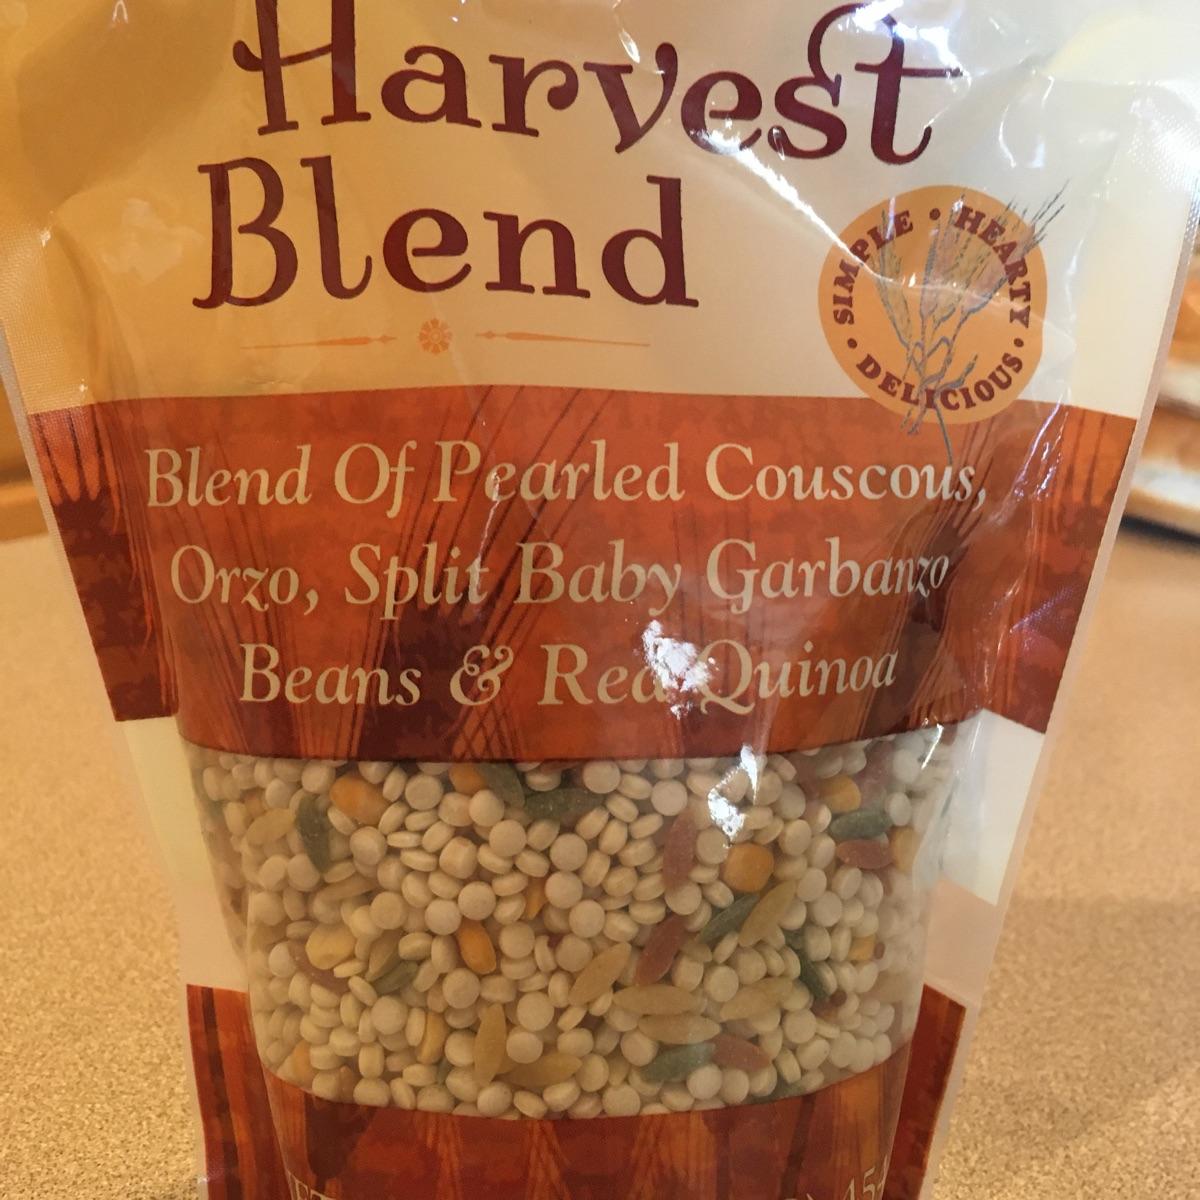 Harvest
Blend
SIMPLE • HEARTY • DELICIOUS •
Blend Of Pearled Couscous,
Orzo, Split Baby Garbanzo
Beans & Red Quinoa